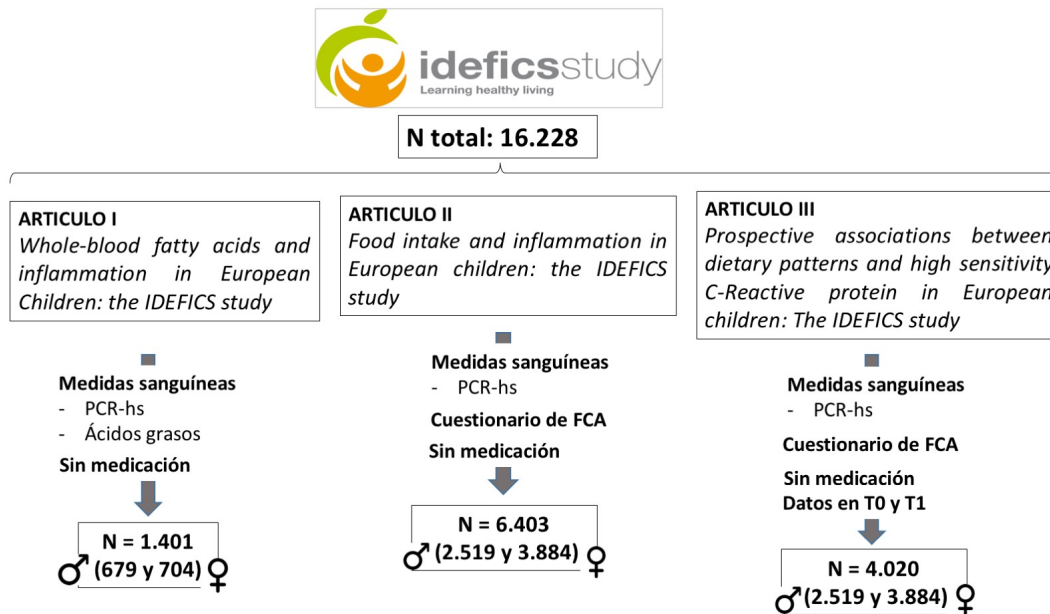 ideficsstudy
Learning healthy living
N total: 16.228
ARTICULO I
Whole-blood fatty acids and
inflammation in European
Children: the IDEFICS study
Medidas sanguíneas
- PCR-hs
- Ácidos grasos
Sin medicación
N = 1.401
♂ (679 y 704) ♀
ARTICULO II
Food intake and inflammation in
European children: the IDEFICS
study
Medidas sanguíneas
- PCR-hs
Cuestionario de FCA
Sin medicación
N = 6.403
♂ (2.519 y 3.884) ♀
ARTICULO III
Prospective associations between
dietary patterns and high sensitivity
C-Reactive protein in European
children: The IDEFICS study
Medidas sanguíneas
- PCR-hs
Cuestionario de FCA
Sin medicación
Datos en T0 y T1
N = 4.020
♂ (2.519 y 3.884) ♀